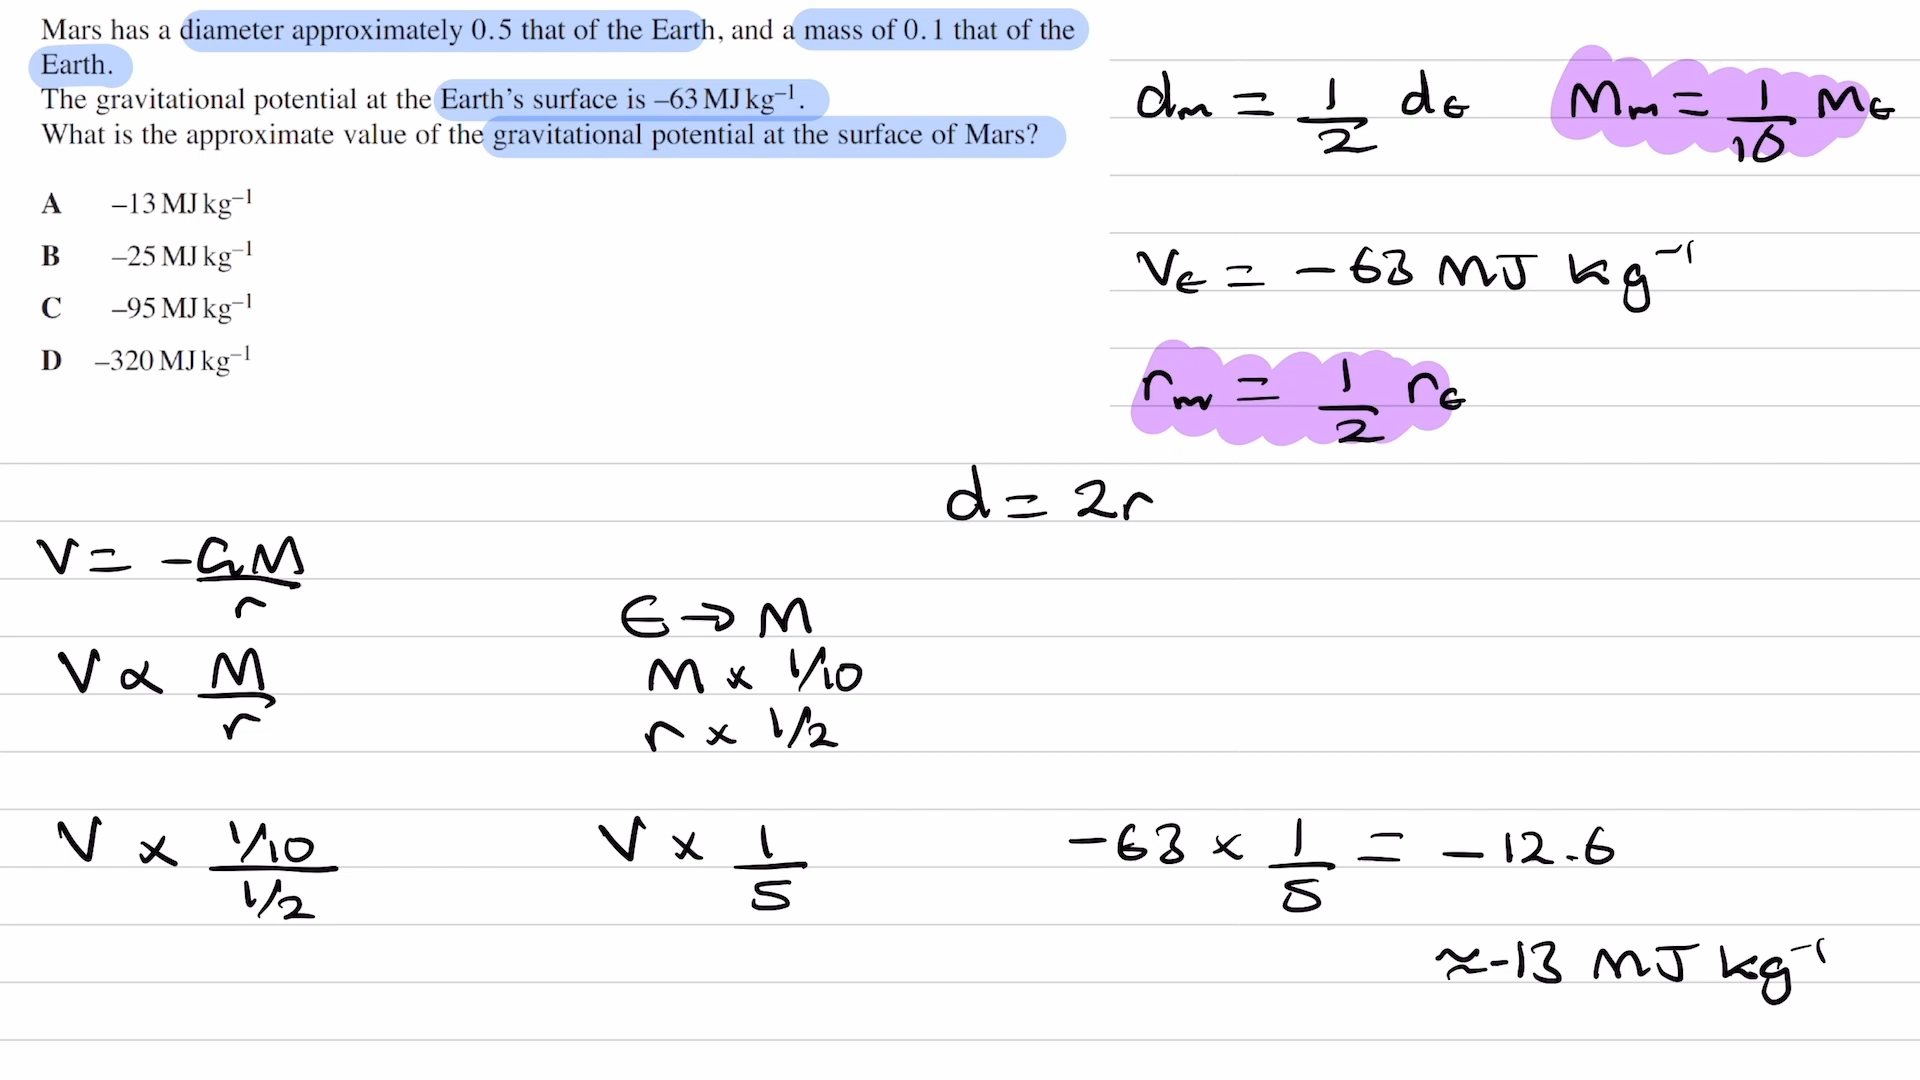 Mars has a diameter approximately 0.5 that of the Earth, and a mass of 0.1 that of the
Earth.
The gravitational potential at the Earth's surface is –63 MJ kg⁻¹.
What is the approximate value of the gravitational potential at the surface of Mars?
A –13 MJ kg⁻¹
B –25 MJ kg⁻¹
C –95 MJ kg⁻¹
D –320 MJ kg⁻¹
dm = 1/2 dE
Mm = 1/10 ME
VE = -63 MJ kg⁻¹
rm = 1/2 rE
d = 2r
V = -GM/r
V ∝ M/r
E → M
M × 1/10
r × 1/2
V × (1/10)/(1/2)
V × 1/5
-63 × 1/5 = -12.6
≈ -13 MJ kg⁻¹